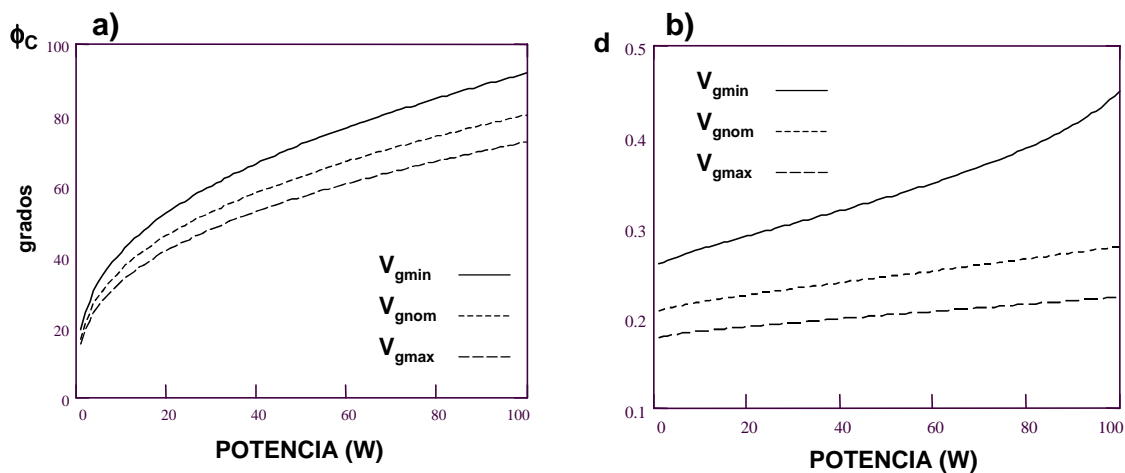 a)
ϕC
100
80
60
40
20
0
grados
Vgmin
Vgnom
Vgmax
0 20 40 60 80 100
POTENCIA (W)
b)
d
0.5
0.4
0.3
0.2
0.1
Vgmin
Vgnom
Vgmax
0 20 40 60 80 100
POTENCIA (W)